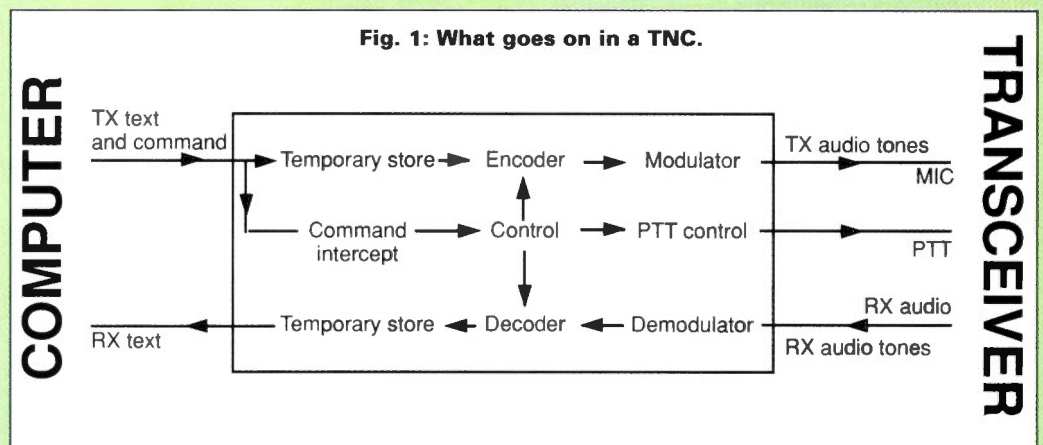 Fig. 1: What goes on in a TNC.
COMPUTER
TRANSCEIVER
TX text
and command
Temporary store
Encoder
Modulator
TX audio tones
MIC
Command
intercept
Control
PTT control
PTT
RX text
Temporary store
Decoder
Demodulator
RX audio
RX audio tones